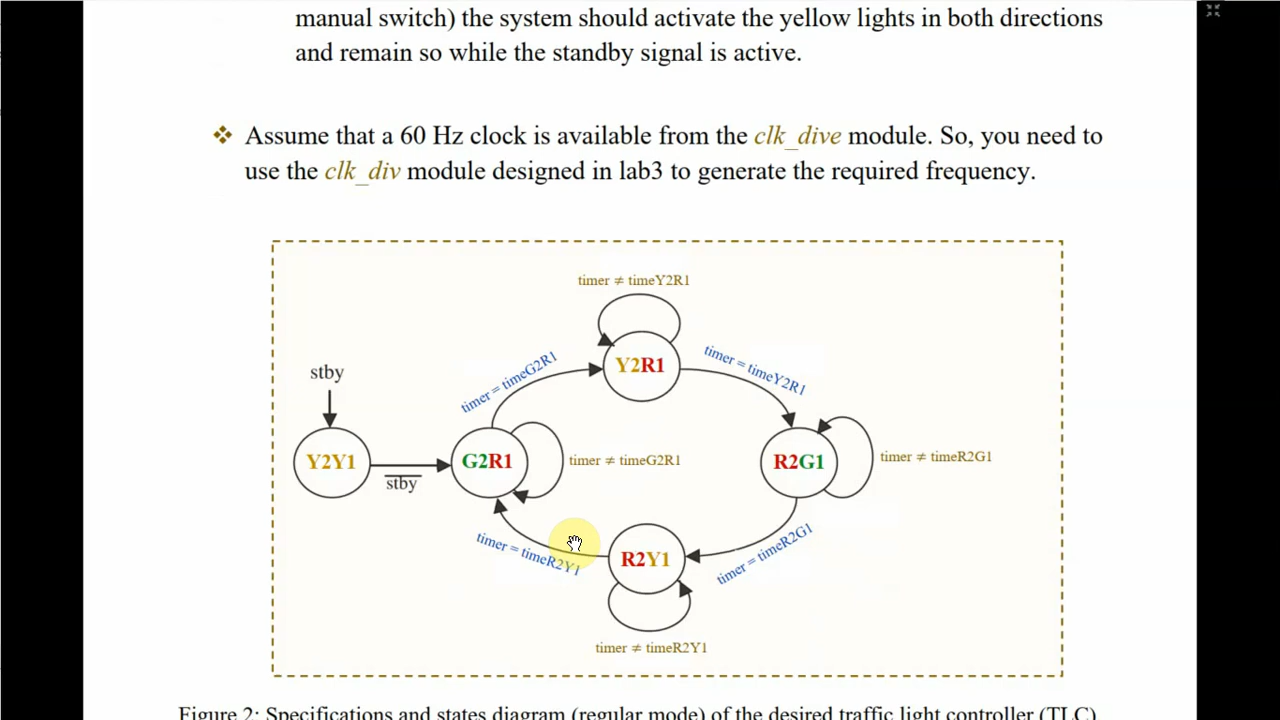 manual switch) the system should activate the yellow lights in both directions
and remain so while the standby signal is active.
❖ Assume that a 60 Hz clock is available from the clk_dive module. So, you need to
use the clk_div module designed in lab3 to generate the required frequency.
timer ≠ timeY2R1
Y2R1
timer = timeG2R1
timer = timeY2R1
stby
Y2Y1
stby
G2R1
timer ≠ timeG2R1
R2G1
timer ≠ timeR2G1
timer = timeR2Y1
R2Y1
timer = timeR2G1
timer ≠ timeR2Y1
Figure 2: Specifications and states diagram (regular mode) of the desired traffic light controller (TLC)